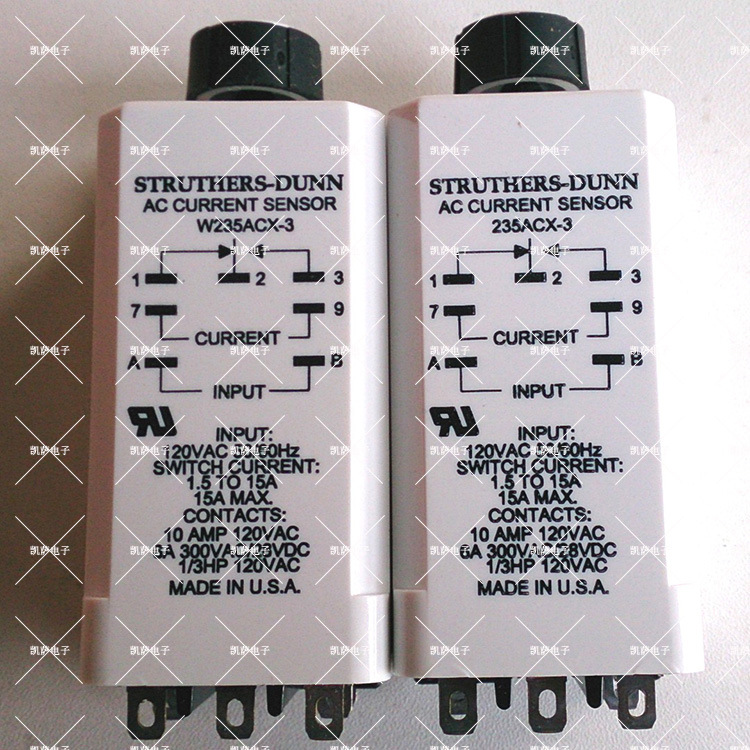 STRUTHERS-DUNN
AC CURRENT SENSOR
W235ACX-3
1 2 3
7 9
CURRENT
A B
INPUT
INPUT:
120VAC
SWITCH CURRENT:
1.5 TO 15A
15A MAX.
CONTACTS:
10 AMP 120VAC
1/3HP 120VAC
MADE IN U.S.A.
STRUTHERS-DUNN
AC CURRENT SENSOR
235ACX-3
1 2 3
7 9
CURRENT
A B
INPUT
INPUT:
120VAC
SWITCH CURRENT:
1.5 TO 15A
15A MAX.
CONTACTS:
10 AMP 120VAC
1/3HP 120VAC
MADE IN U.S.A.
凯萨电子